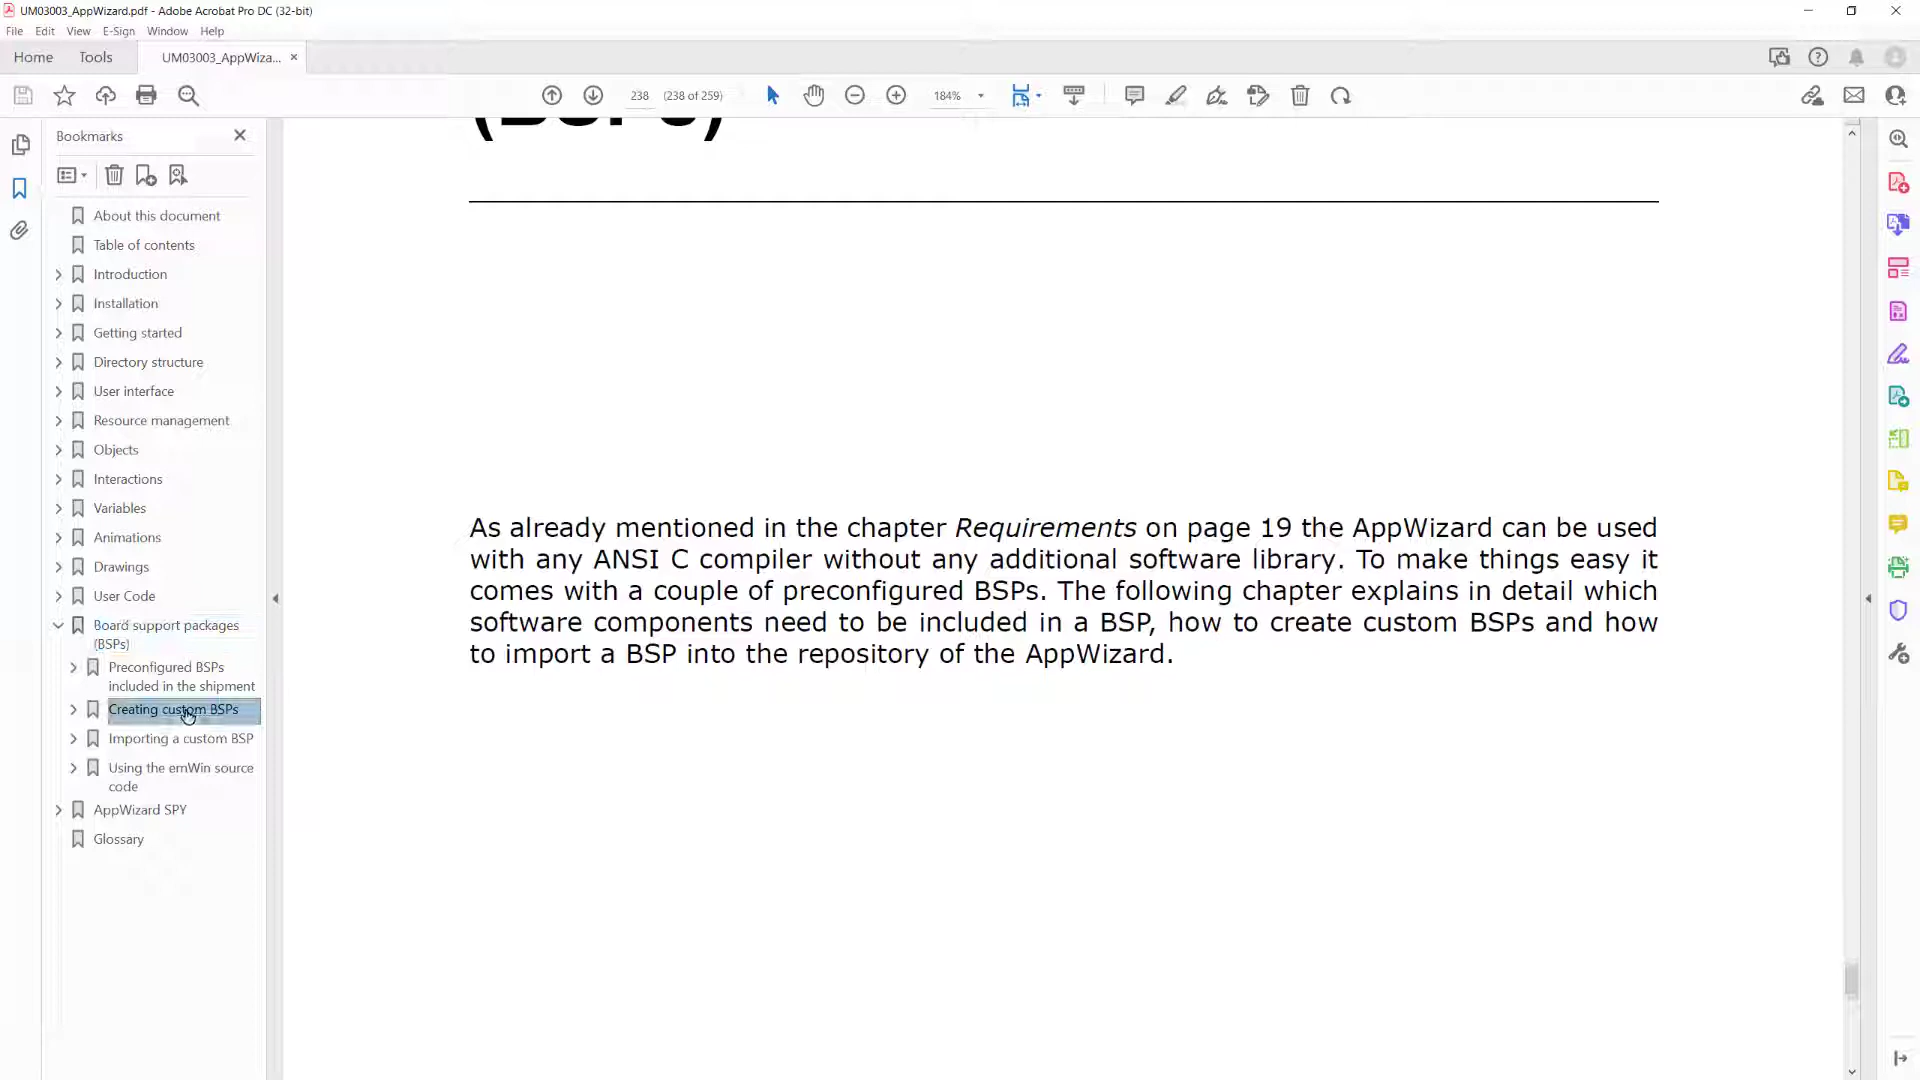 UM03003_AppWizard.pdf - Adobe Acrobat Pro DC (32-bit)
File Edit View E-Sign Window Help
Home Tools UM03003_AppWiza... ×
238 (238 of 259) 184%
(BSPs)
Bookmarks
About this document
Table of contents
Introduction
Installation
Getting started
Directory structure
User interface
Resource management
Objects
Interactions
Variables
Animations
Drawings
User Code
Board support packages
(BSPs)
Preconfigured BSPs
included in the shipment
Creating custom BSPs
Importing a custom BSP
Using the emWin source
code
AppWizard SPY
Glossary
As already mentioned in the chapter Requirements on page 19 the AppWizard can be used
with any ANSI C compiler without any additional software library. To make things easy it
comes with a couple of preconfigured BSPs. The following chapter explains in detail which
software components need to be included in a BSP, how to create custom BSPs and how
to import a BSP into the repository of the AppWizard.